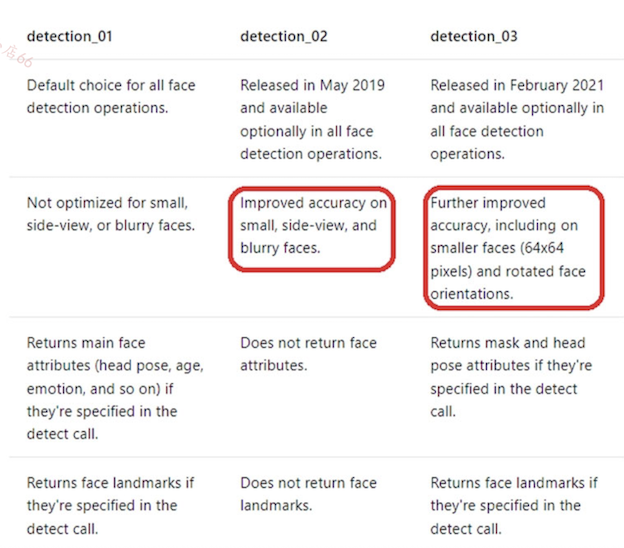 detection_01
detection_02
detection_03
Default choice for all face
detection operations.
Released in May 2019
and available
optionally in all face
detection operations.
Released in February 2021
and available optionally in
all face detection
operations.
Not optimized for small,
side-view, or blurry faces.
Improved accuracy on
small, side-view, and
blurry faces.
Further improved
accuracy, including on
smaller faces (64x64
pixels) and rotated face
orientations.
Returns main face
attributes (head pose, age,
emotion, and so on) if
they're specified in the
detect call.
Does not return face
attributes.
Returns mask and head
pose attributes if they're
specified in the detect
call.
Returns face landmarks if
they're specified in the
detect call.
Does not return face
landmarks.
Returns face landmarks if
they're specified in the
detect call.
店66